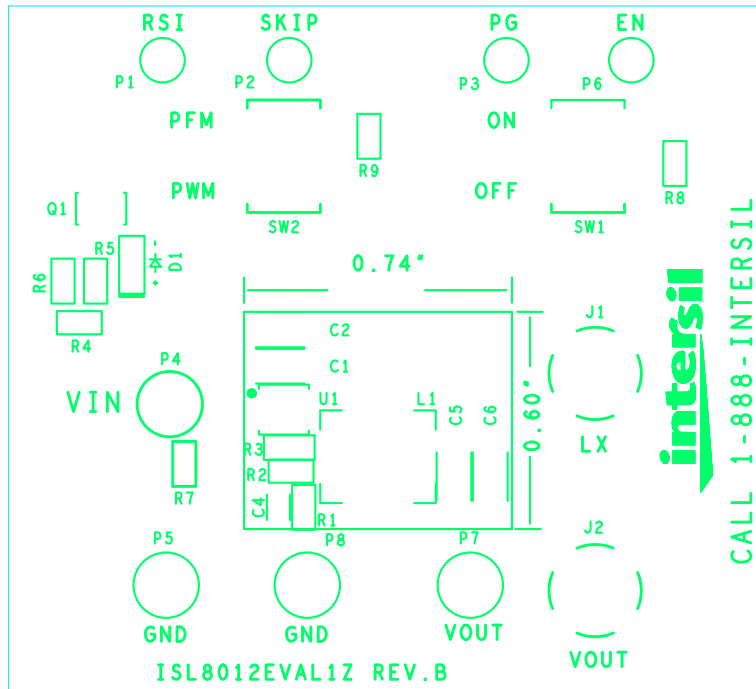 RSI SKIP PG EN
P1 P2 P3 P6
PFM ON
R9
PWM OFF
R8
Q1
SW2 SW1
R5
D1
- +
R6
0.74"
R4
J1
C2
P4 C1
VIN
U1 L1
C5 C6
0.60"
R3
LX
R2
R7
C4
R1
P5 P8 P7 J2
GND GND VOUT
VOUT
ISL8012EVAL1Z REV.B
intersil
CALL 1-888-INTERSIL